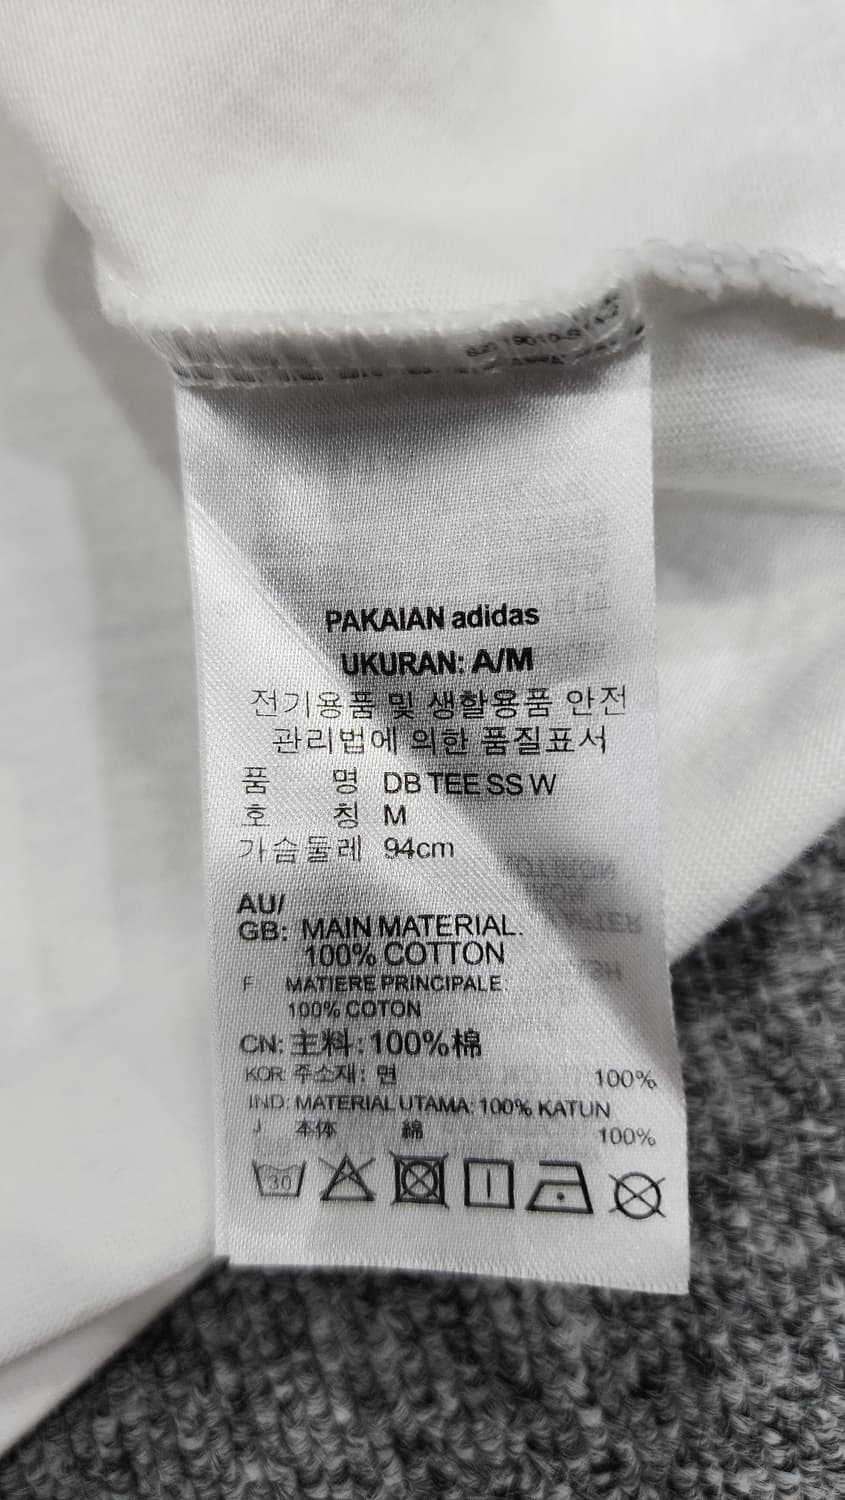 PAKAIAN adidas
UKURAN: A/M
전기용품 및 생활용품 안전
관리법에 의한 품질표서
품 명 DB TEE SS W
호 칭 M
가슴둘레 94cm
AU/
GB: MAIN MATERIAL.
100% COTTON
F MATIERE PRINCIPALE.
100% COTON
CN: 主料:100%棉
KOR 주소재: 면 100%
IND: MATERIAL UTAMA: 100% KATUN
J 本体 綿 100%
30